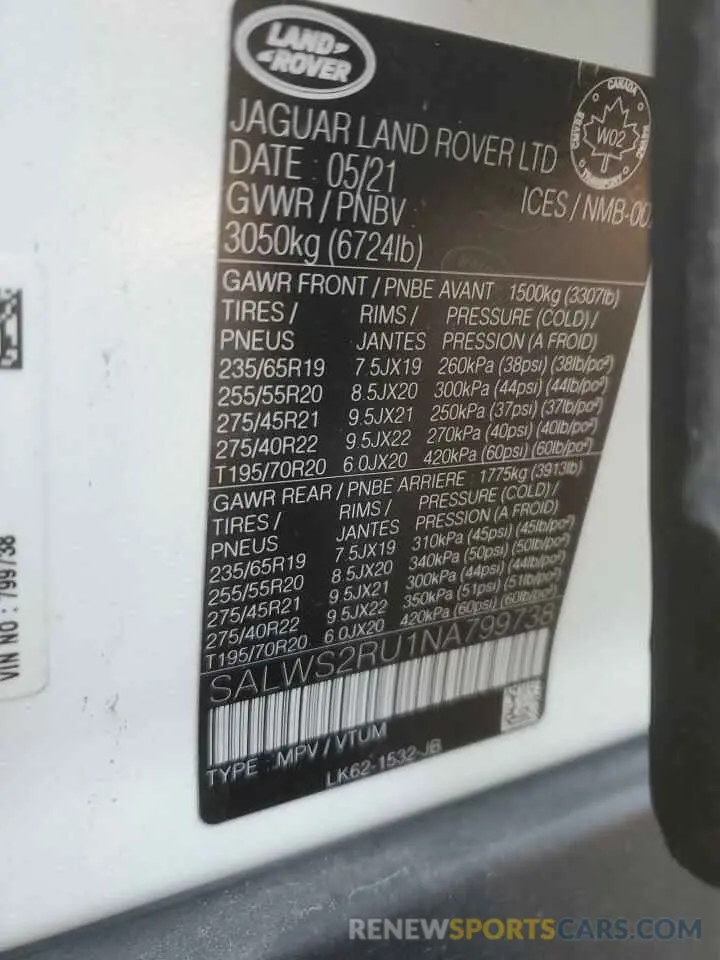 LAND
ROVER
CANADA
W02
TRANSPORT
JAGUAR LAND ROVER LTD
DATE : 05/21
GVWR / PNBV
ICES / NMB-00
3050kg (6724lb)
GAWR FRONT / PNBE AVANT : 1500kg (3307lb)
TIRES / RIMS / PRESSURE (COLD) /
PNEUS JANTES PRESSION (A FROID)
235/65R19 7.5JX19 260kPa (38psi) (38lb/po²)
255/55R20 8.5JX20 300kPa (44psi) (44lb/po²)
275/45R21 9.5JX21 250kPa (37psi) (37lb/po²)
275/40R22 9.5JX22 270kPa (40psi) (40lb/po²)
T195/70R20 6.0JX20 420kPa (60psi) (60lb/po²)
GAWR REAR / PNBE ARRIERE : 1775kg (3913lb)
TIRES / RIMS / PRESSURE (COLD) /
PNEUS JANTES PRESSION (A FROID)
235/65R19 7.5JX19 310kPa (45psi) (45lb/po²)
255/55R20 8.5JX20 340kPa (50psi) (50lb/po²)
275/45R21 9.5JX21 300kPa (44psi) (44lb/po²)
275/40R22 9.5JX22 350kPa (51psi) (51lb/po²)
T195/70R20 6.0JX20 420kPa (60psi) (60lb/po²)
SALWS2RU1NA799738
TYPE : MPV / VTUM
LK62-1532-JB
VIN NO : 799738
RENEWSPORTSCARS.COM